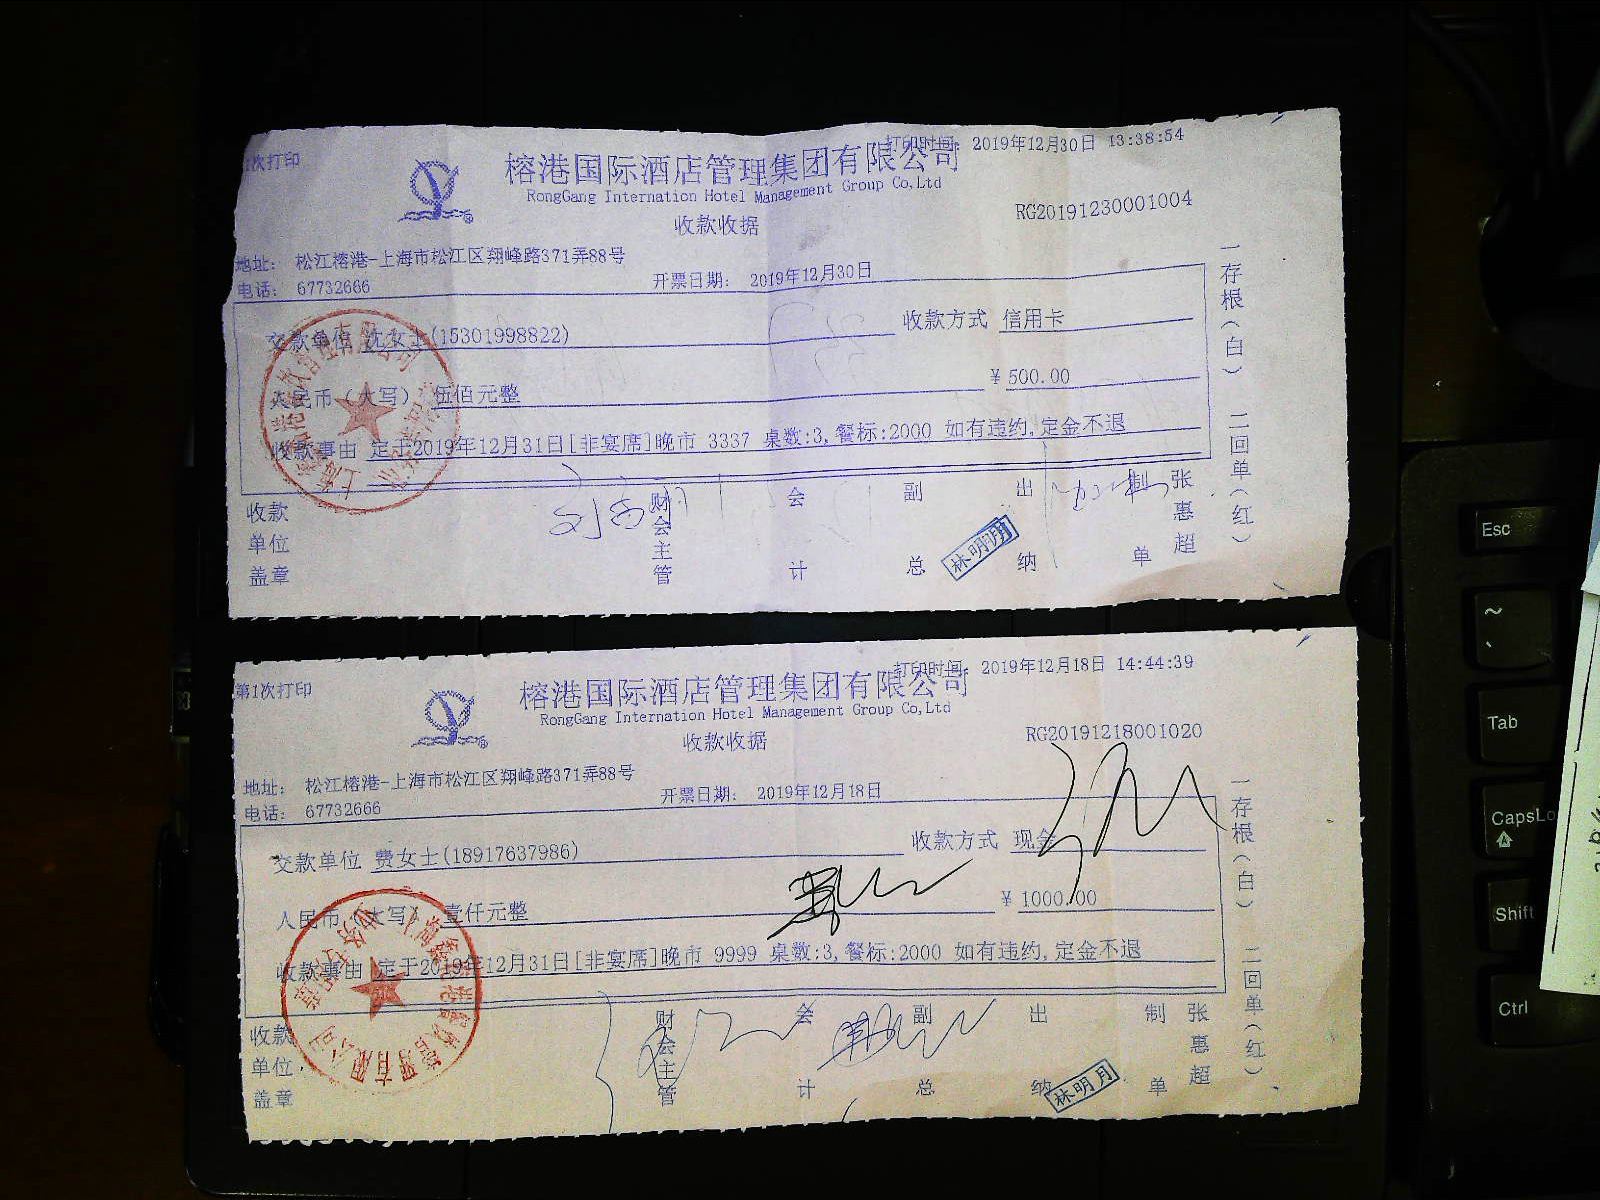 1次打印
打印时间: 2019年12月30日 13:38:54
榕港国际酒店管理集团有限公司
RongGang Internation Hotel Management Group Co,Ltd
收款收据
RG20191230001004
地址: 松江榕港-上海市松江区翔峰路371弄88号
电话: 67732666
开票日期: 2019年12月30日
交款单位 沈女士(15301998822)
收款方式 信用卡
人民币（大写） 伍佰元整
¥ 500.00
收款事由 定于2019年12月31日[非宴席]晚市 3337 桌数:3,餐标:2000 如有违约,定金不退
收款单位盖章
财会主管
会计
副总
出纳
林明月
制单
张惠超
一存根(白)
二回单(红)
第1次打印
打印时间: 2019年12月18日 14:44:39
榕港国际酒店管理集团有限公司
RongGang Internation Hotel Management Group Co,Ltd
收款收据
RG20191218001020
地址: 松江榕港-上海市松江区翔峰路371弄88号
电话: 67732666
开票日期: 2019年12月18日
交款单位 费女士(18917637986)
收款方式 现金
人民币（大写） 壹仟元整
¥ 1000.00
收款事由 定于2019年12月31日[非宴席]晚市 9999 桌数:3,餐标:2000 如有违约,定金不退
收款单位盖章
财会主管
会计
副总
出纳
林明月
制单
张惠超
一存根(白)
二回单(红)
Esc
~
Tab
CapsLo
Shift
Ctrl